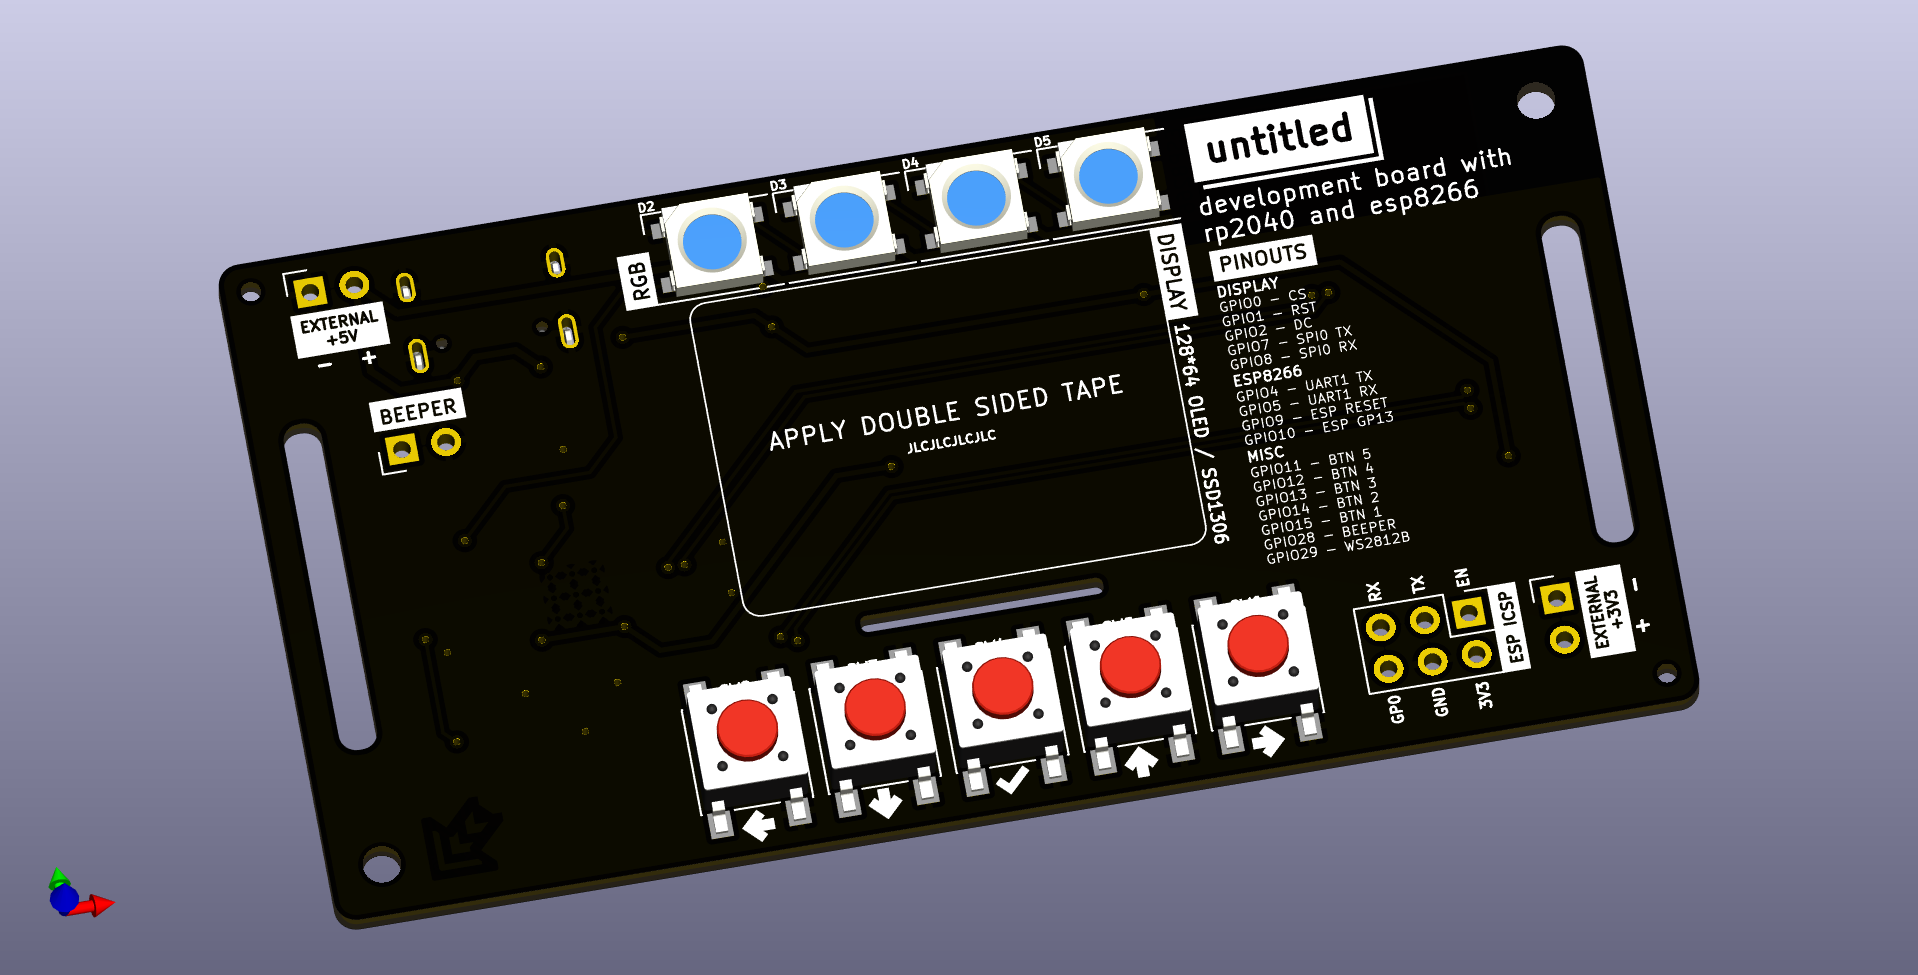 D2
D3
D4
D5
RGB
untitled
development board with
rp2040 and esp8266
EXTERNAL
+5V
- +
BEEPER
APPLY DOUBLE SIDED TAPE
JLCJLCJLCJLC
DISPLAY 128*64 OLED / SSD1306
PINOUTS
DISPLAY
GPIO0 - CS
GPIO1 - RST
GPIO2 - DC
GPIO7 - SPI0 TX
GPIO8 - SPI0 RX
ESP8266
GPIO4 - UART1 TX
GPIO5 - UART1 RX
GPIO9 - ESP RESET
GPIO10 - ESP GP13
MISC
GPIO11 - BTN 5
GPIO12 - BTN 4
GPIO13 - BTN 3
GPIO14 - BTN 2
GPIO15 - BTN 1
GPIO28 - BEEPER
GPIO29 - WS2812B
RX
TX
EN
ESP ICSP
GP0
GND
3V3
EXTERNAL
+3V3
- +